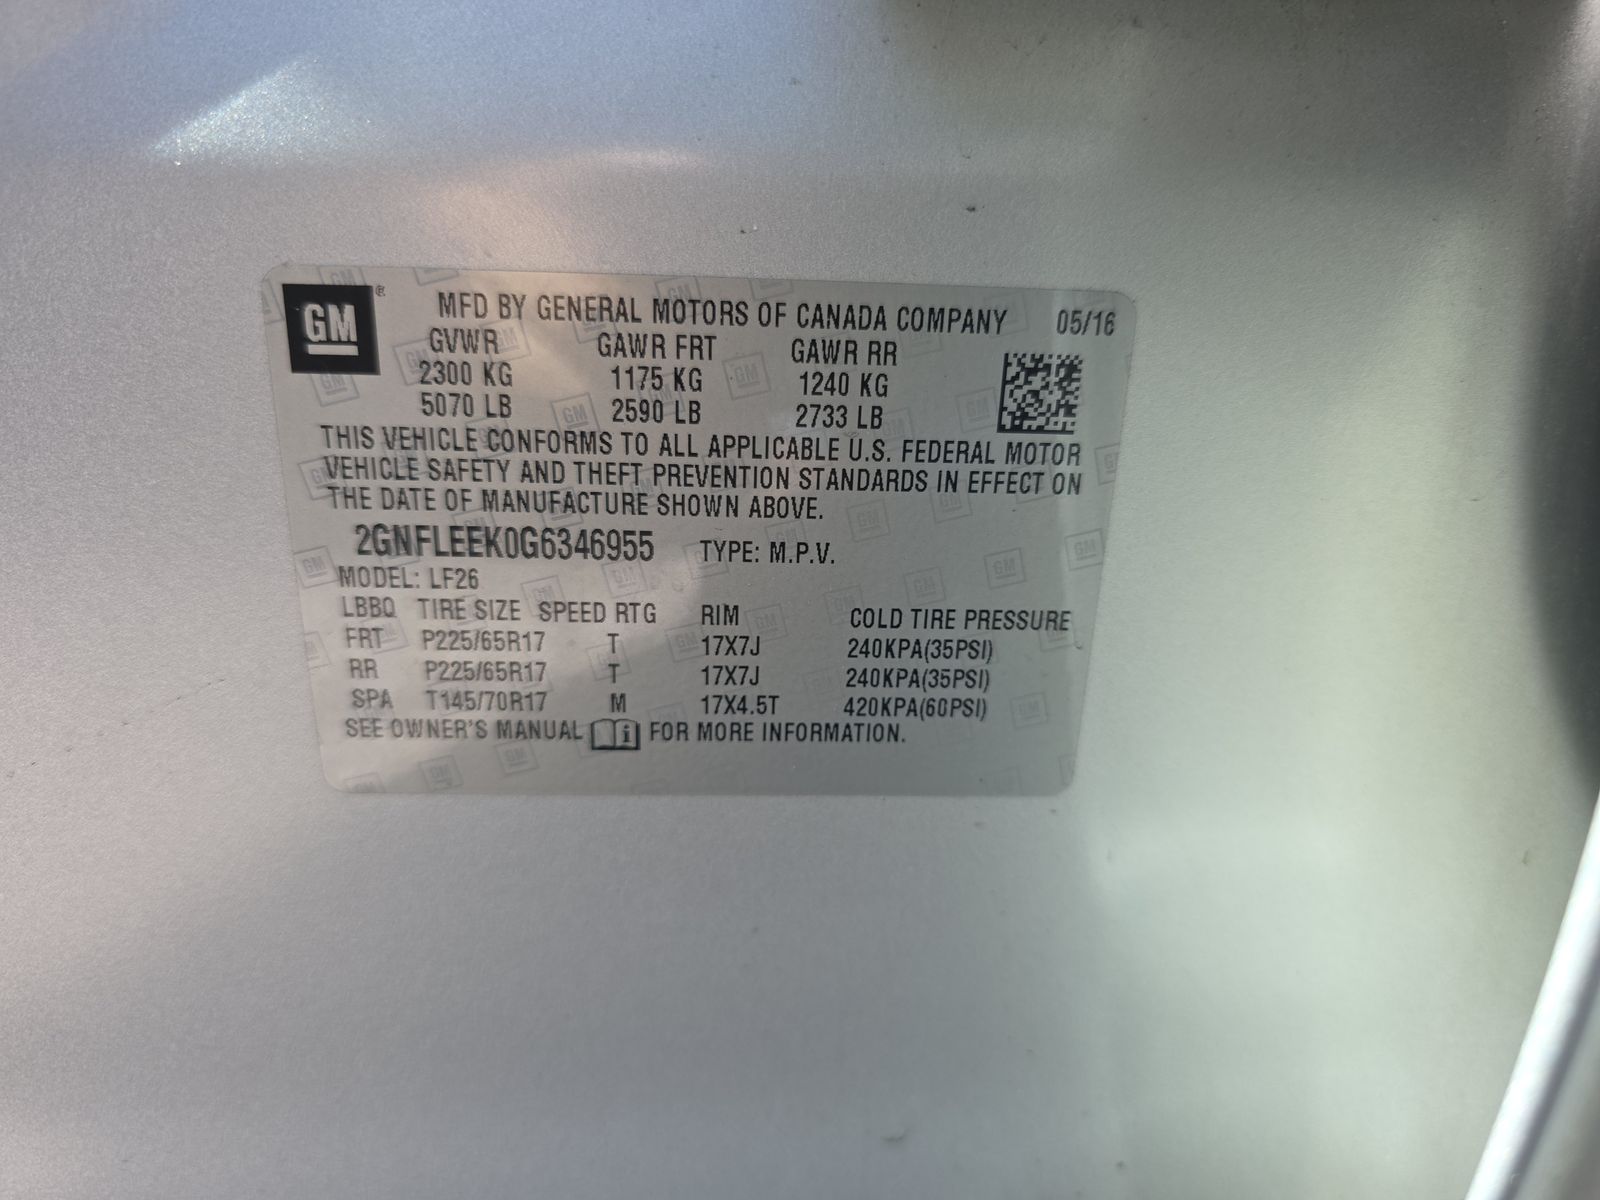 GM ® MFD BY GENERAL MOTORS OF CANADA COMPANY 05/16
GVWR GAWR FRT GAWR RR
2300 KG 1175 KG 1240 KG
5070 LB 2590 LB 2733 LB
THIS VEHICLE CONFORMS TO ALL APPLICABLE U.S. FEDERAL MOTOR
VEHICLE SAFETY AND THEFT PREVENTION STANDARDS IN EFFECT ON
THE DATE OF MANUFACTURE SHOWN ABOVE.
2GNFLEEK0G6346955 TYPE: M.P.V.
MODEL: LF26
LBBQ TIRE SIZE SPEED RTG RIM COLD TIRE PRESSURE
FRT P225/65R17 T 17X7J 240KPA(35PSI)
RR P225/65R17 T 17X7J 240KPA(35PSI)
SPA T145/70R17 M 17X4.5T 420KPA(60PSI)
SEE OWNER'S MANUAL i FOR MORE INFORMATION.